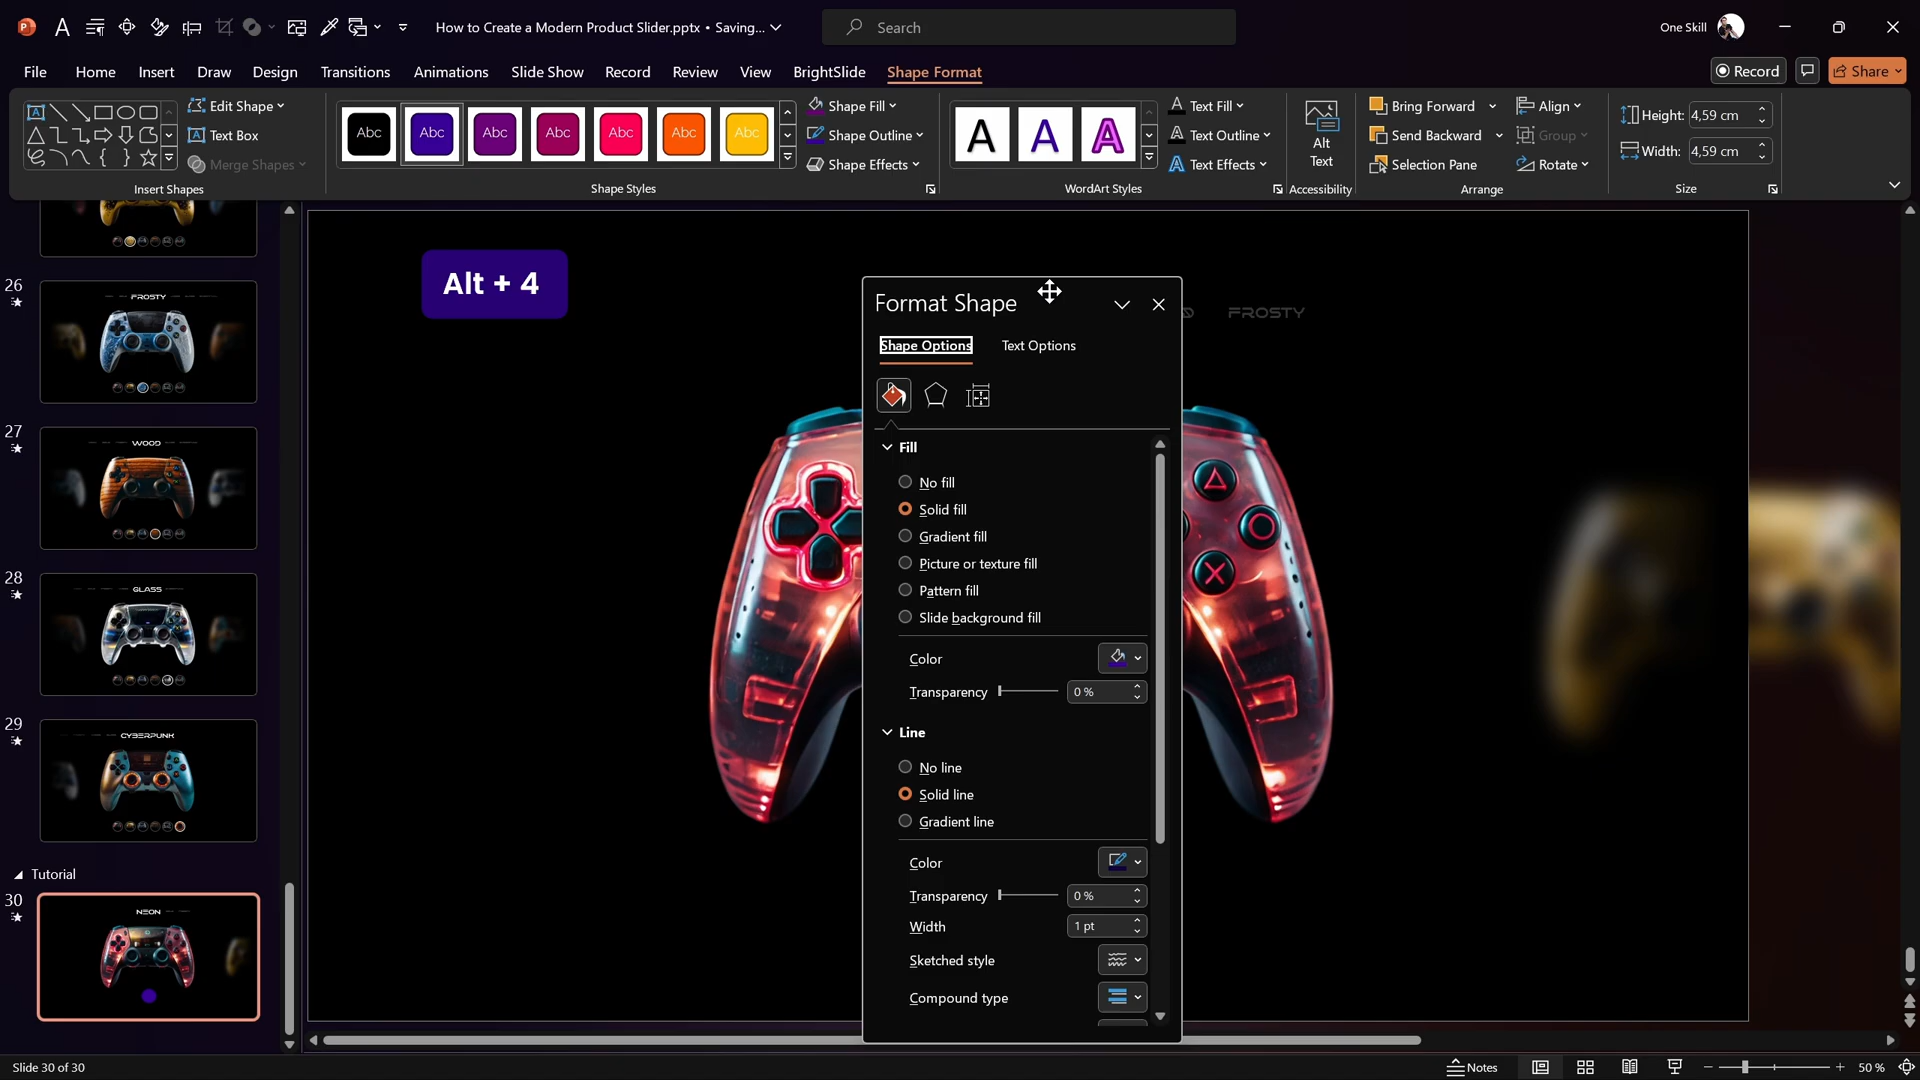 How to Create a Modern Product Slider.pptx • Saving...
Search
One Skill
File
Home
Insert
Draw
Design
Transitions
Animations
Slide Show
Record
Review
View
BrightSlide
Shape Format
Record
Share
Edit Shape
Text Box
Merge Shapes
Insert Shapes
Abc
Abc
Abc
Abc
Abc
Abc
Abc
Shape Styles
Shape Fill
Shape Outline
Shape Effects
A
A
A
WordArt Styles
Text Fill
Text Outline
Text Effects
Alt
Text
Accessibility
Bring Forward
Send Backward
Selection Pane
Align
Group
Rotate
Arrange
Height: 4,59 cm
Width: 4,59 cm
Size
26
FROSTY
27
WOOD
28
GLASS
29
CYBERPUNK
Tutorial
30
NEON
Alt + 4
FROSTY
Format Shape
Shape Options
Text Options
Fill
No fill
Solid fill
Gradient fill
Picture or texture fill
Pattern fill
Slide background fill
Color
Transparency 0 %
Line
No line
Solid line
Gradient line
Color
Transparency 0 %
Width 1 pt
Sketched style
Compound type
Slide 30 of 30
Notes
50 %